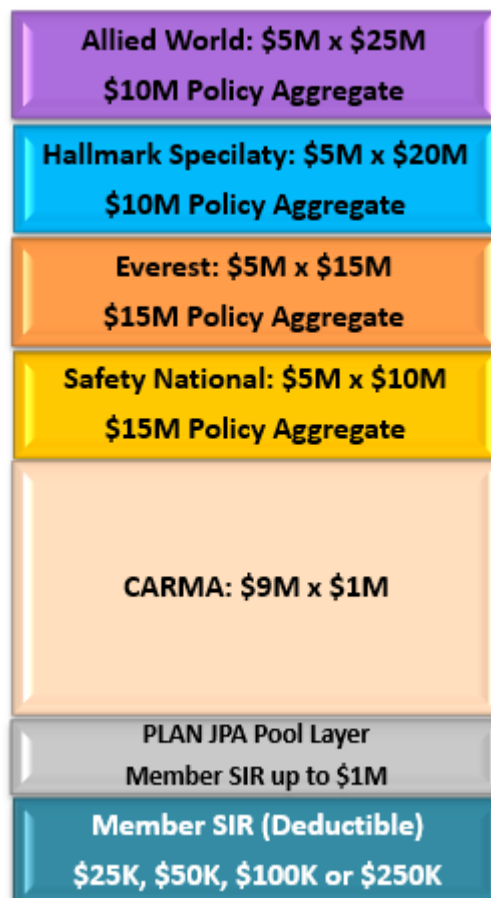 Allied World: $5M x $25M
$10M Policy Aggregate
Hallmark Specilaty: $5M x $20M
$10M Policy Aggregate
Everest: $5M x $15M
$15M Policy Aggregate
Safety National: $5M x $10M
$15M Policy Aggregate
CARMA: $9M x $1M
PLAN JPA Pool Layer
Member SIR up to $1M
Member SIR (Deductible)
$25K, $50K, $100K or $250K